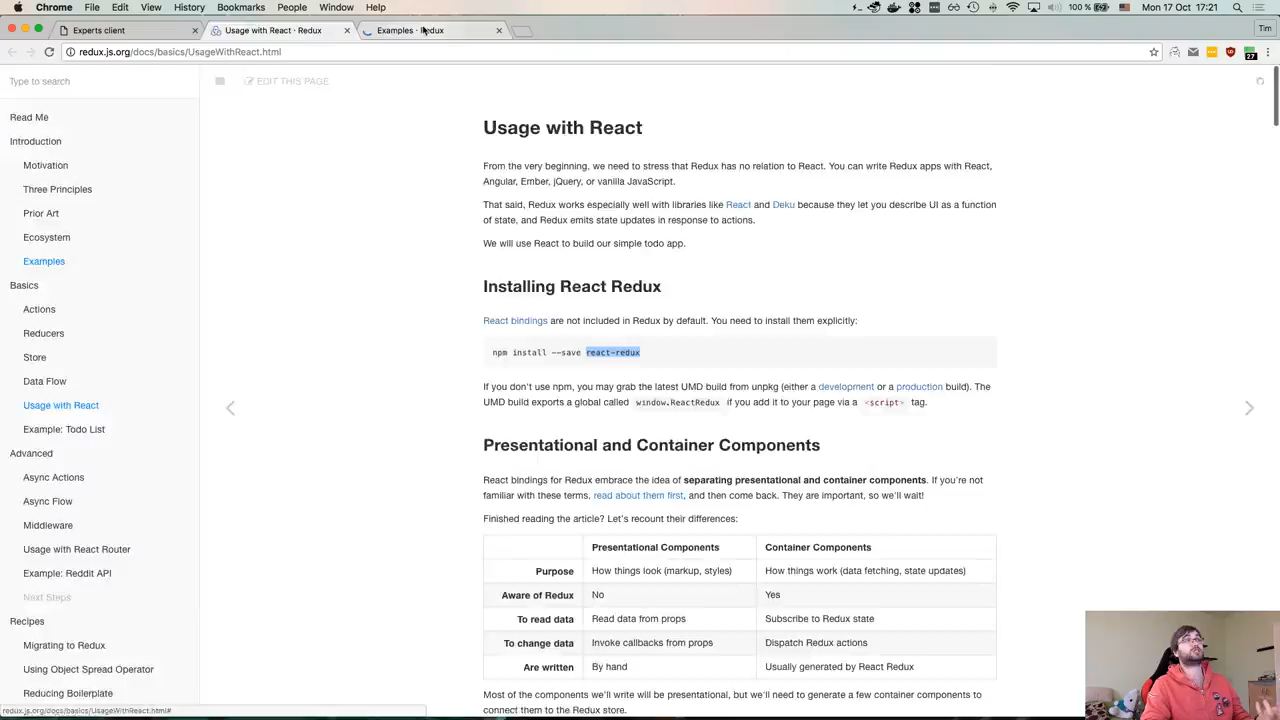 Chrome File Edit View History Bookmarks People Window Help 100 % Mon 17 Oct 17:21
Experts client
Usage with React · Redux
Examples · Redux
Tim
redux.js.org/docs/basics/UsageWithReact.html
27
Type to search
EDIT THIS PAGE
Read Me
Introduction
Motivation
Three Principles
Prior Art
Ecosystem
Examples
Basics
Actions
Reducers
Store
Data Flow
Usage with React
Example: Todo List
Advanced
Async Actions
Async Flow
Middleware
Usage with React Router
Example: Reddit API
Next Steps
Recipes
Migrating to Redux
Using Object Spread Operator
Reducing Boilerplate
redux.js.org/docs/basics/UsageWithReact.html#
Usage with React
From the very beginning, we need to stress that Redux has no relation to React. You can write Redux apps with React,
Angular, Ember, jQuery, or vanilla JavaScript.
That said, Redux works especially well with libraries like React and Deku because they let you describe UI as a function
of state, and Redux emits state updates in response to actions.
We will use React to build our simple todo app.
Installing React Redux
React bindings are not included in Redux by default. You need to install them explicitly:
npm install --save react-redux
If you don't use npm, you may grab the latest UMD build from unpkg (either a development or a production build). The
UMD build exports a global called window.ReactRedux if you add it to your page via a <script> tag.
Presentational and Container Components
React bindings for Redux embrace the idea of separating presentational and container components. If you're not
familiar with these terms, read about them first, and then come back. They are important, so we'll wait!
Finished reading the article? Let's recount their differences:
Presentational Components Container Components
Purpose How things look (markup, styles) How things work (data fetching, state updates)
Aware of Redux No Yes
To read data Read data from props Subscribe to Redux state
To change data Invoke callbacks from props Dispatch Redux actions
Are written By hand Usually generated by React Redux
Most of the components we'll write will be presentational, but we'll need to generate a few container components to
connect them to the Redux store.